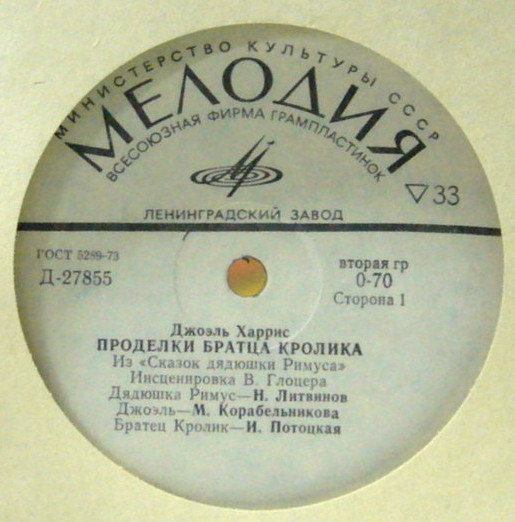 МИНИСТЕРСТВО КУЛЬТУРЫ СССР
МЕЛОДИЯ
ВСЕСОЮЗНАЯ ФИРМА ГРАМПЛАСТИНОК
▽33
ЛЕНИНГРАДСКИЙ ЗАВОД
ГОСТ 5289-73
Д-27855
вторая гр
0-70
Сторона 1
Джоэль Харрис
ПРОДЕЛКИ БРАТЦА КРОЛИКА
Из «Сказок дядюшки Римуса»
Инсценировка В. Глоцера
Дядюшка Римус—Н. Литвинов
Джоэль—М. Корабельникова
Братец Кролик—И. Потоцкая